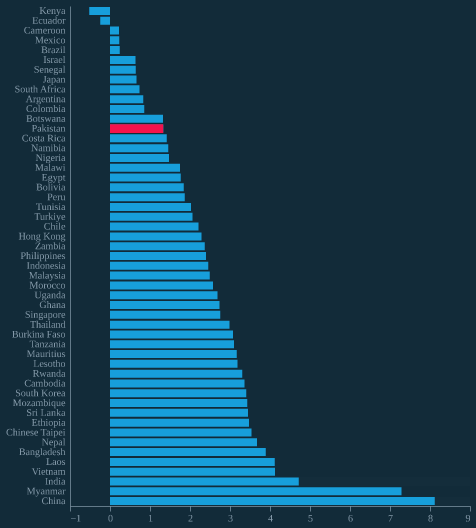 Kenya
Ecuador
Cameroon
Mexico
Brazil
Israel
Senegal
Japan
South Africa
Argentina
Colombia
Botswana
Pakistan
Costa Rica
Namibia
Nigeria
Malawi
Egypt
Bolivia
Peru
Tunisia
Turkiye
Chile
Hong Kong
Zambia
Philippines
Indonesia
Malaysia
Morocco
Uganda
Ghana
Singapore
Thailand
Burkina Faso
Tanzania
Mauritius
Lesotho
Rwanda
Cambodia
South Korea
Mozambique
Sri Lanka
Ethiopia
Chinese Taipei
Nepal
Bangladesh
Laos
Vietnam
India
Myanmar
China
−1 0 1 2 3 4 5 6 7 8 9